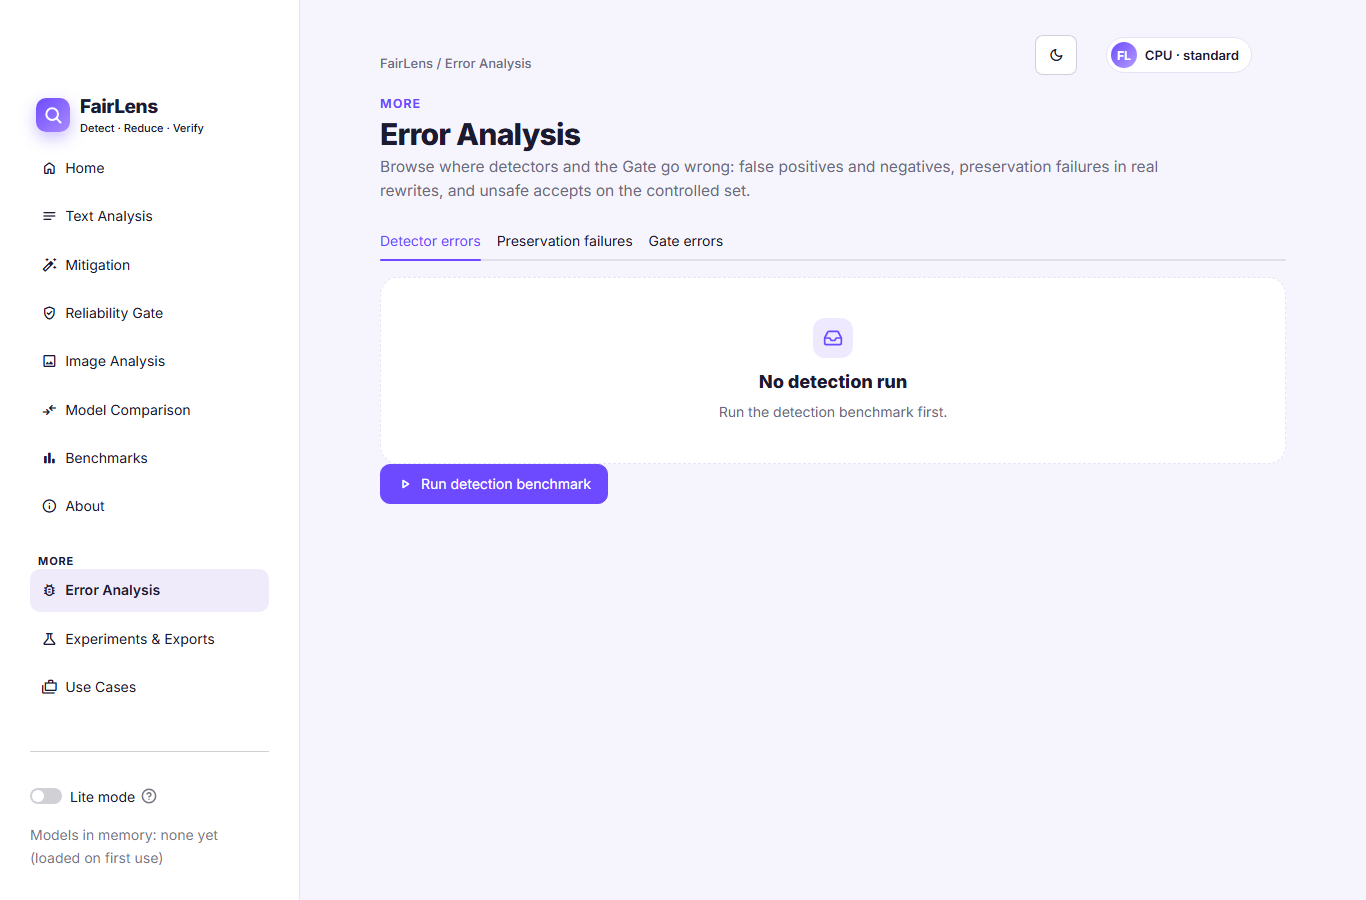 FairLens
Detect · Reduce · Verify
Home
Text Analysis
Mitigation
Reliability Gate
Image Analysis
Model Comparison
Benchmarks
About
MORE
Error Analysis
Experiments & Exports
Use Cases
Lite mode
Models in memory: none yet
(loaded on first use)
FairLens / Error Analysis
FL CPU · standard
MORE
Error Analysis
Browse where detectors and the Gate go wrong: false positives and negatives, preservation failures in real
rewrites, and unsafe accepts on the controlled set.
Detector errors Preservation failures Gate errors
No detection run
Run the detection benchmark first.
Run detection benchmark